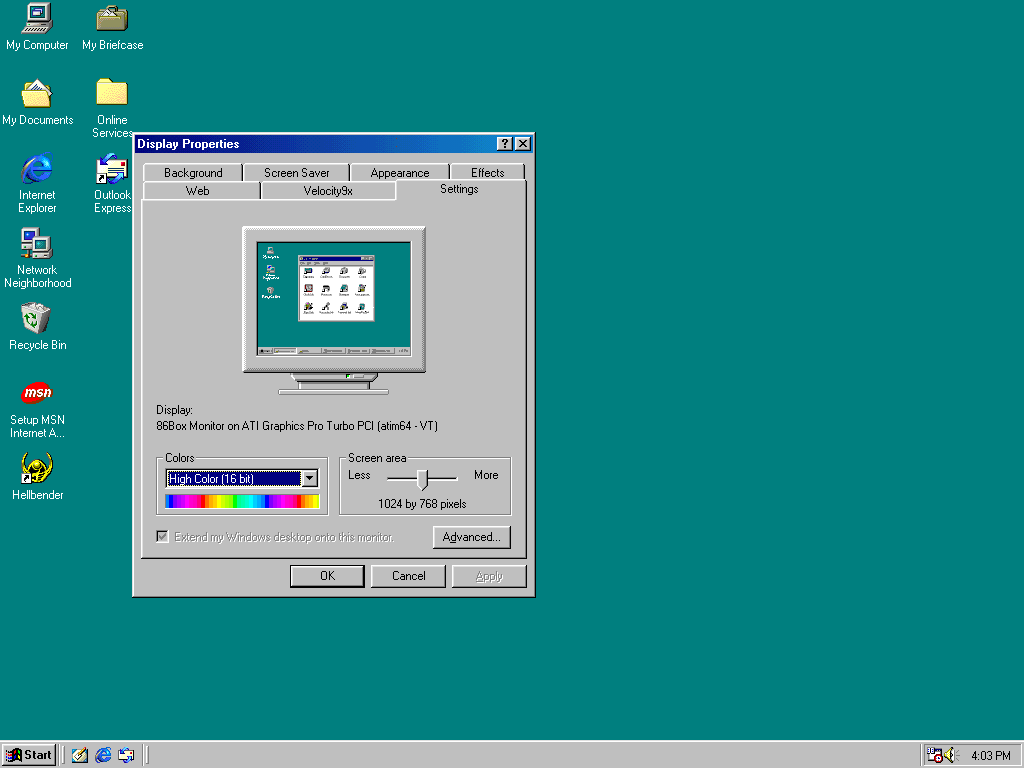 My Computer
My Briefcase
My Documents
Online
Services
Internet
Explorer
Outlook
Express
Network
Neighborhood
Recycle Bin
msn
Setup MSN
Internet A...
Hellbender
Display Properties
Background
Screen Saver
Appearance
Effects
Web
Velocity9x
Settings
Display:
86Box Monitor on ATI Graphics Pro Turbo PCI (atim64 - VT)
Colors
High Color (16 bit)
Screen area
Less
More
1024 by 768 pixels
Extend my Windows desktop onto this monitor.
Advanced...
OK
Cancel
Apply
Start
4:03 PM